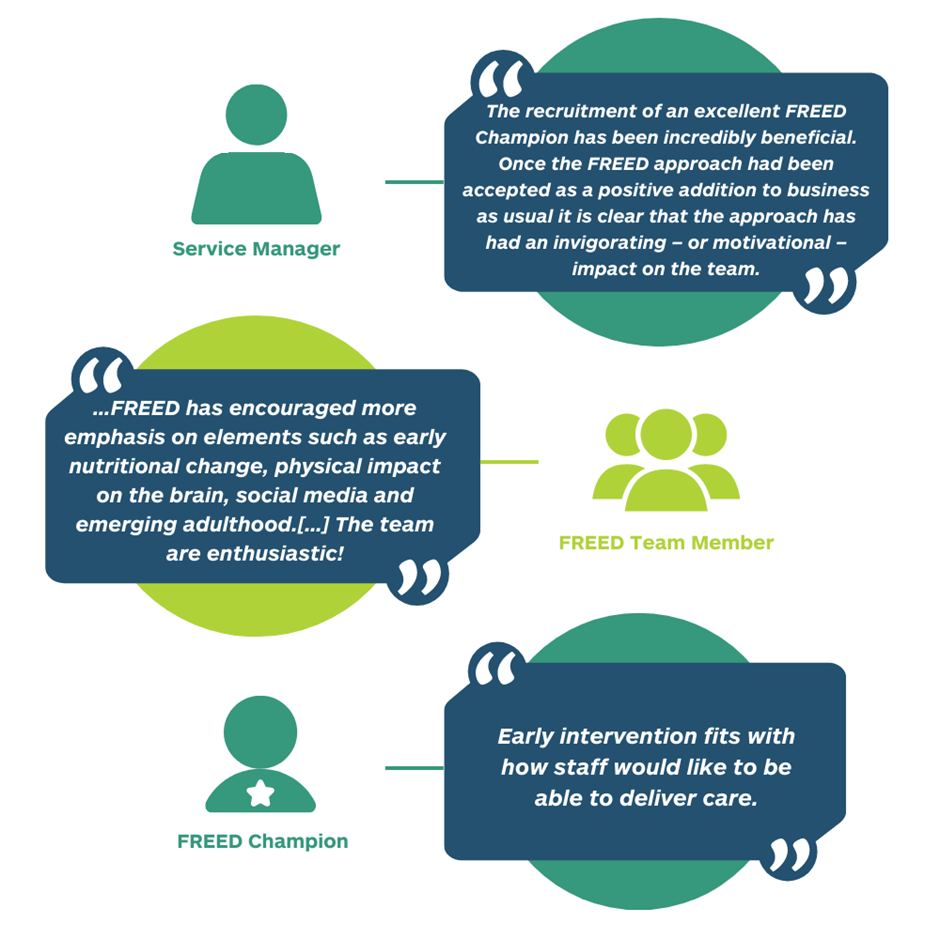 The recruitment of an excellent FREED
Champion has been incredibly beneficial.
Once the FREED approach had been
accepted as a positive addition to business
as usual it is clear that the approach has
had an invigorating – or motivational –
impact on the team.
Service Manager
...FREED has encouraged more
emphasis on elements such as early
nutritional change, physical impact
on the brain, social media and
emerging adulthood.[...] The team
are enthusiastic!
FREED Team Member
Early intervention fits with
how staff would like to be
able to deliver care.
FREED Champion